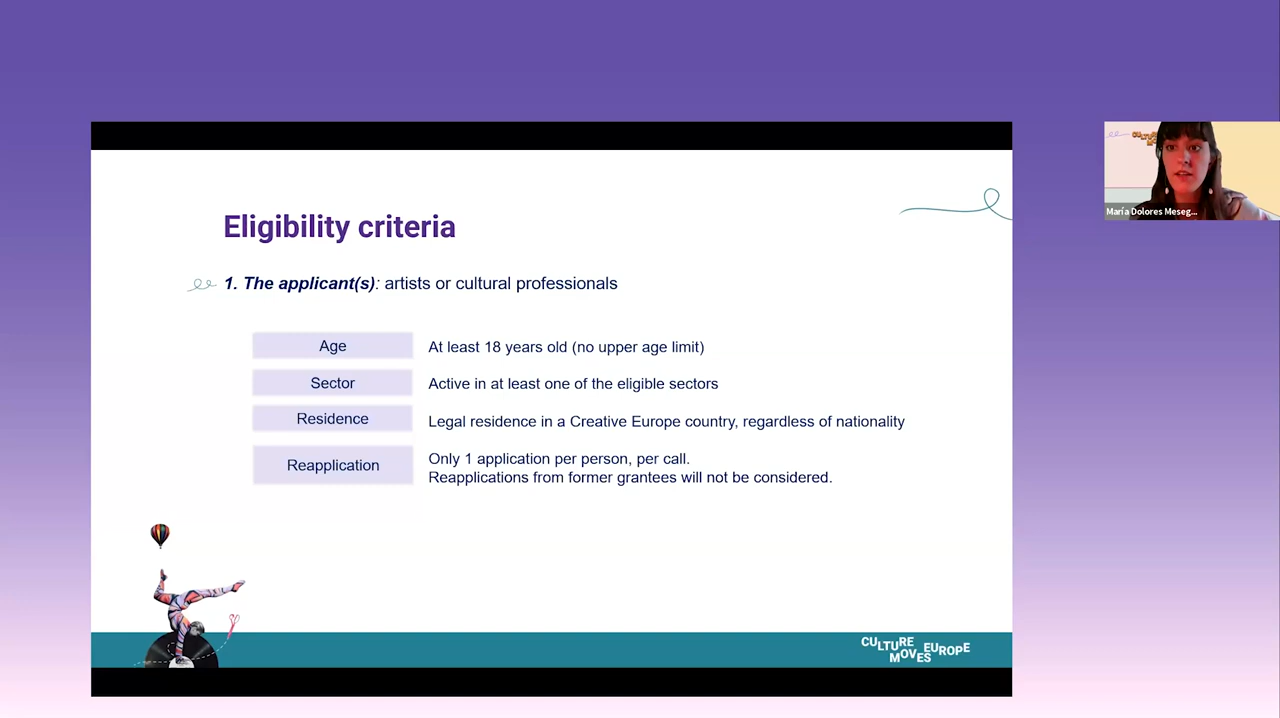 Eligibility criteria
1. The applicant(s): artists or cultural professionals
Age
At least 18 years old (no upper age limit)
Sector
Active in at least one of the eligible sectors
Residence
Legal residence in a Creative Europe country, regardless of nationality
Reapplication
Only 1 application per person, per call.
Reapplications from former grantees will not be considered.
CULTURE
MOVES EUROPE
María Dolores Meseg...